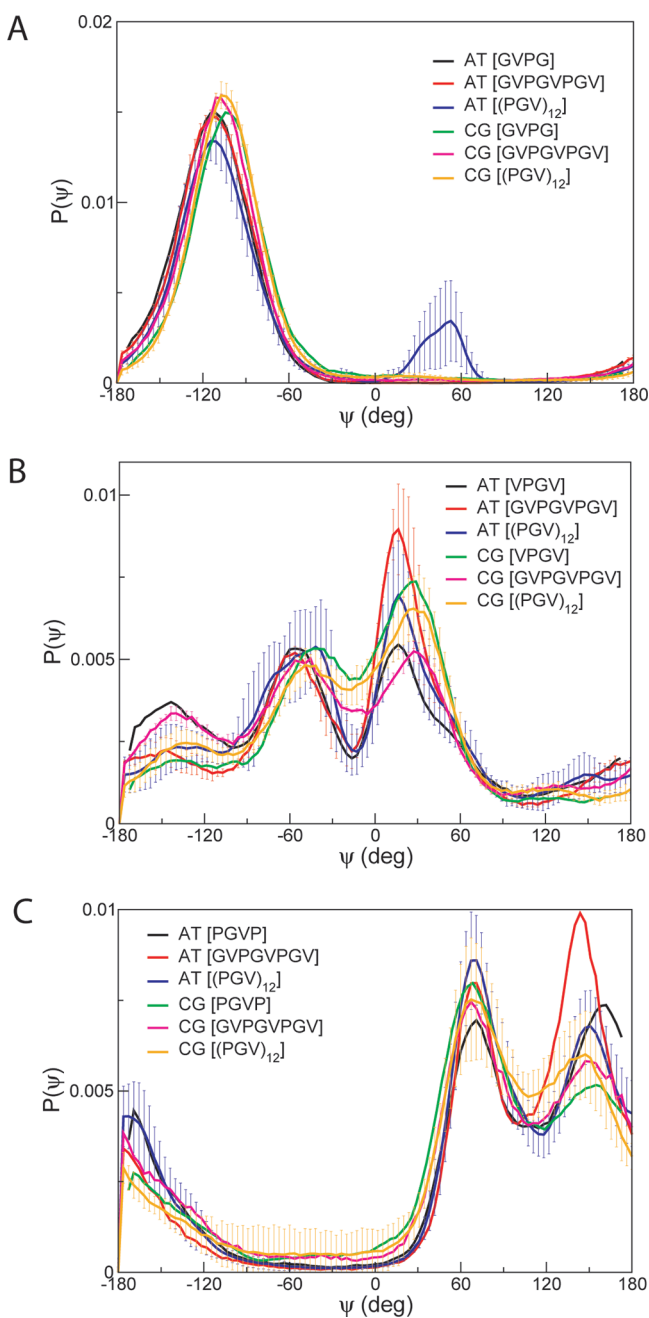 A
0.02
0.01
0
P(ψ)
AT [GVPG]
AT [GVPGVPGV]
AT [(PGV)12]
CG [GVPG]
CG [GVPGVPGV]
CG [(PGV)12]
-180 -120 -60 0 60 120 180
ψ (deg)
B
0.01
0.005
0
P(ψ)
AT [VPGV]
AT [GVPGVPGV]
AT [(PGV)12]
CG [VPGV]
CG [GVPGVPGV]
CG [(PGV)12]
-180 -120 -60 0 60 120 180
ψ (deg)
C
0.01
0.005
0
P(ψ)
AT [PGVP]
AT [GVPGVPGV]
AT [(PGV)12]
CG [PGVP]
CG [GVPGVPGV]
CG [(PGV)12]
-180 -120 -60 0 60 120 180
ψ (deg)